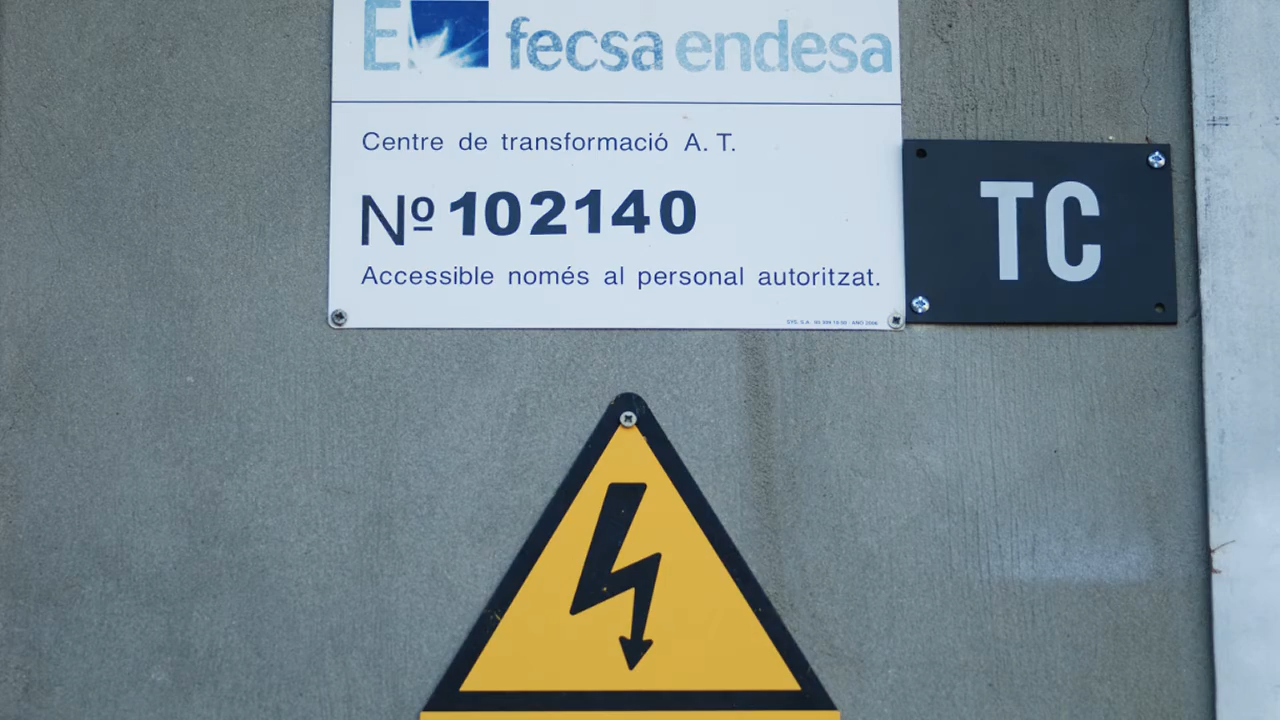 E fecsa endesa
Centre de transformació A. T.
Nº 102140
Accessible només al personal autoritzat.
TC